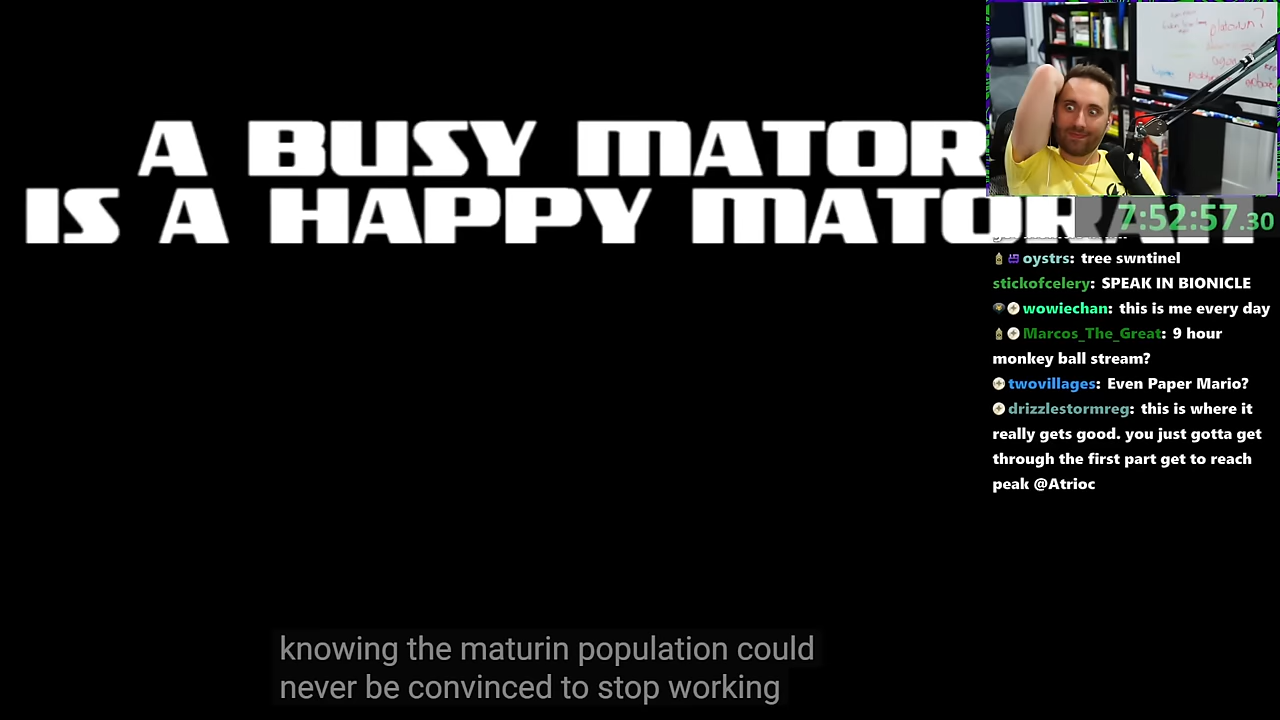 A BUSY MATOR
IS A HAPPY MATORAN
platonium?
7:52:57.30
oystrs: tree swntinel
stickofcelery: SPEAK IN BIONICLE
wowiechan: this is me every day
Marcos_The_Great: 9 hour
monkey ball stream?
twovillages: Even Paper Mario?
drizzlestormreg: this is where it
really gets good. you just gotta get
through the first part get to reach
peak @Atrioc
knowing the maturin population could
never be convinced to stop working